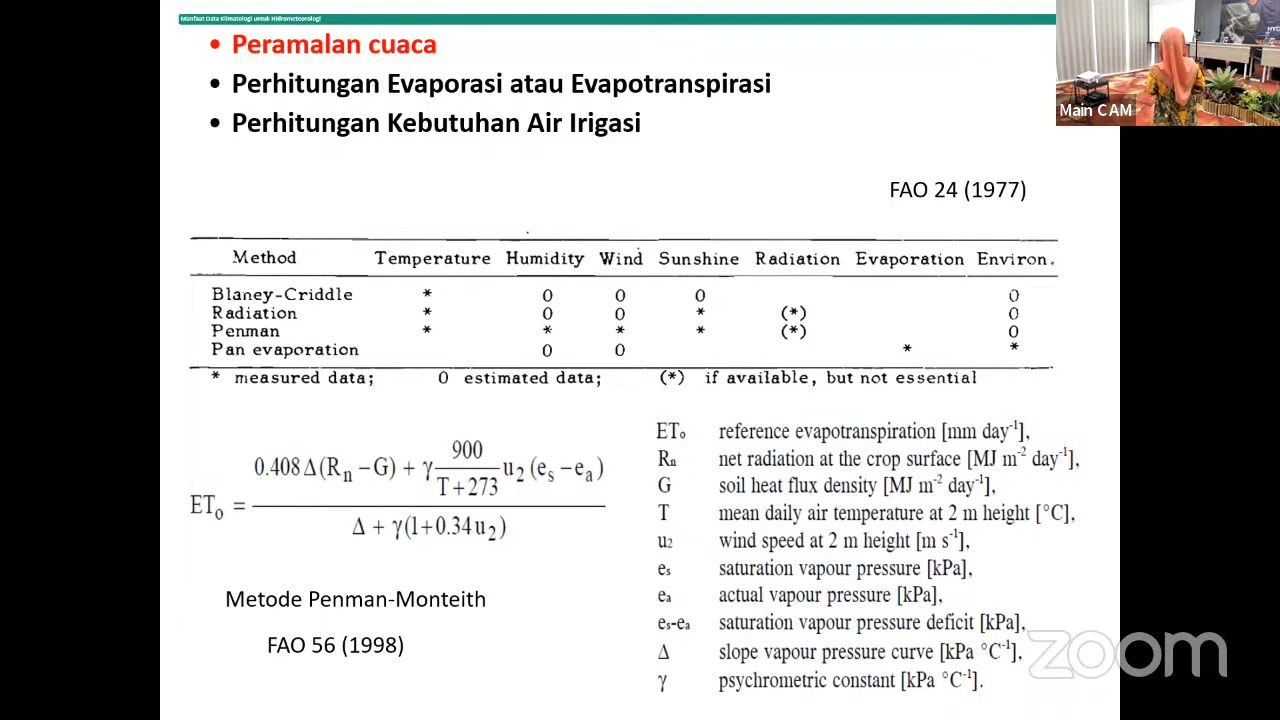 Manfaat Data Klimatologi untuk Hidrometeorologi
• Peramalan cuaca
• Perhitungan Evaporasi atau Evapotranspirasi
• Perhitungan Kebutuhan Air Irigasi
Main CAM
FAO 24 (1977)
Method Temperature Humidity Wind Sunshine Radiation Evaporation Environ.
Blaney-Criddle * 0 0 0 0
Radiation * 0 0 * (*) 0
Penman * * * * (*) 0
Pan evaporation 0 0 * *
* measured data; 0 estimated data; (*) if available, but not essential
ET₀ = (0.408 Δ (Rₙ − G) + γ 900/(T + 273) u₂ (eₛ − eₐ)) / (Δ + γ (1 + 0.34 u₂))
Metode Penman-Monteith
FAO 56 (1998)
ET₀ reference evapotranspiration [mm day⁻¹],
Rₙ net radiation at the crop surface [MJ m⁻² day⁻¹],
G soil heat flux density [MJ m⁻² day⁻¹],
T mean daily air temperature at 2 m height [°C],
u₂ wind speed at 2 m height [m s⁻¹],
eₛ saturation vapour pressure [kPa],
eₐ actual vapour pressure [kPa],
eₛ-eₐ saturation vapour pressure deficit [kPa],
Δ slope vapour pressure curve [kPa °C⁻¹],
γ psychrometric constant [kPa °C⁻¹].
zoom